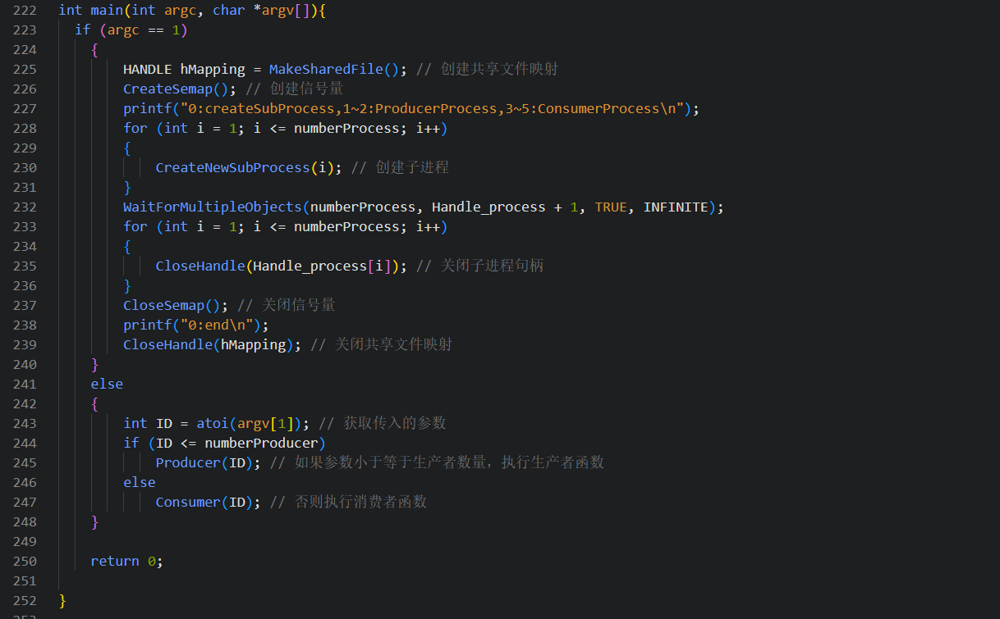 222 int main(int argc, char *argv[]){
223 if (argc == 1)
224 {
225 HANDLE hMapping = MakeSharedFile(); // 创建共享文件映射
226 CreateSemap(); // 创建信号量
227 printf("0:createSubProcess,1~2:ProducerProcess,3~5:ConsumerProcess\n");
228 for (int i = 1; i <= numberProcess; i++)
229 {
230 CreateNewSubProcess(i); // 创建子进程
231 }
232 WaitForMultipleObjects(numberProcess, Handle_process + 1, TRUE, INFINITE);
233 for (int i = 1; i <= numberProcess; i++)
234 {
235 CloseHandle(Handle_process[i]); // 关闭子进程句柄
236 }
237 CloseSemap(); // 关闭信号量
238 printf("0:end\n");
239 CloseHandle(hMapping); // 关闭共享文件映射
240 }
241 else
242 {
243 int ID = atoi(argv[1]); // 获取传入的参数
244 if (ID <= numberProducer)
245 Producer(ID); // 如果参数小于等于生产者数量，执行生产者函数
246 else
247 Consumer(ID); // 否则执行消费者函数
248 }
249
250 return 0;
251
252 }